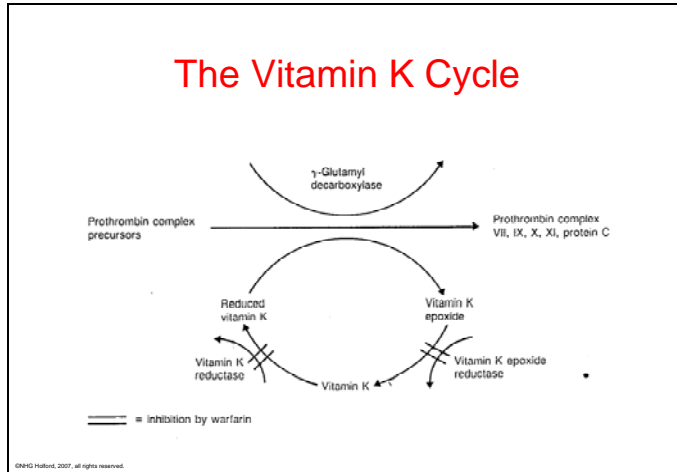 The Vitamin K Cycle
γ-Glutamyl
decarboxylase
Prothrombin complex
precursors
Prothrombin complex
VII, IX, X, XI, protein C
Reduced
vitamin K
Vitamin K
epoxide
Vitamin K
reductase
Vitamin K epoxide
reductase
Vitamin K
= inhibition by warfarin
©NHG Holford, 2007, all rights reserved.